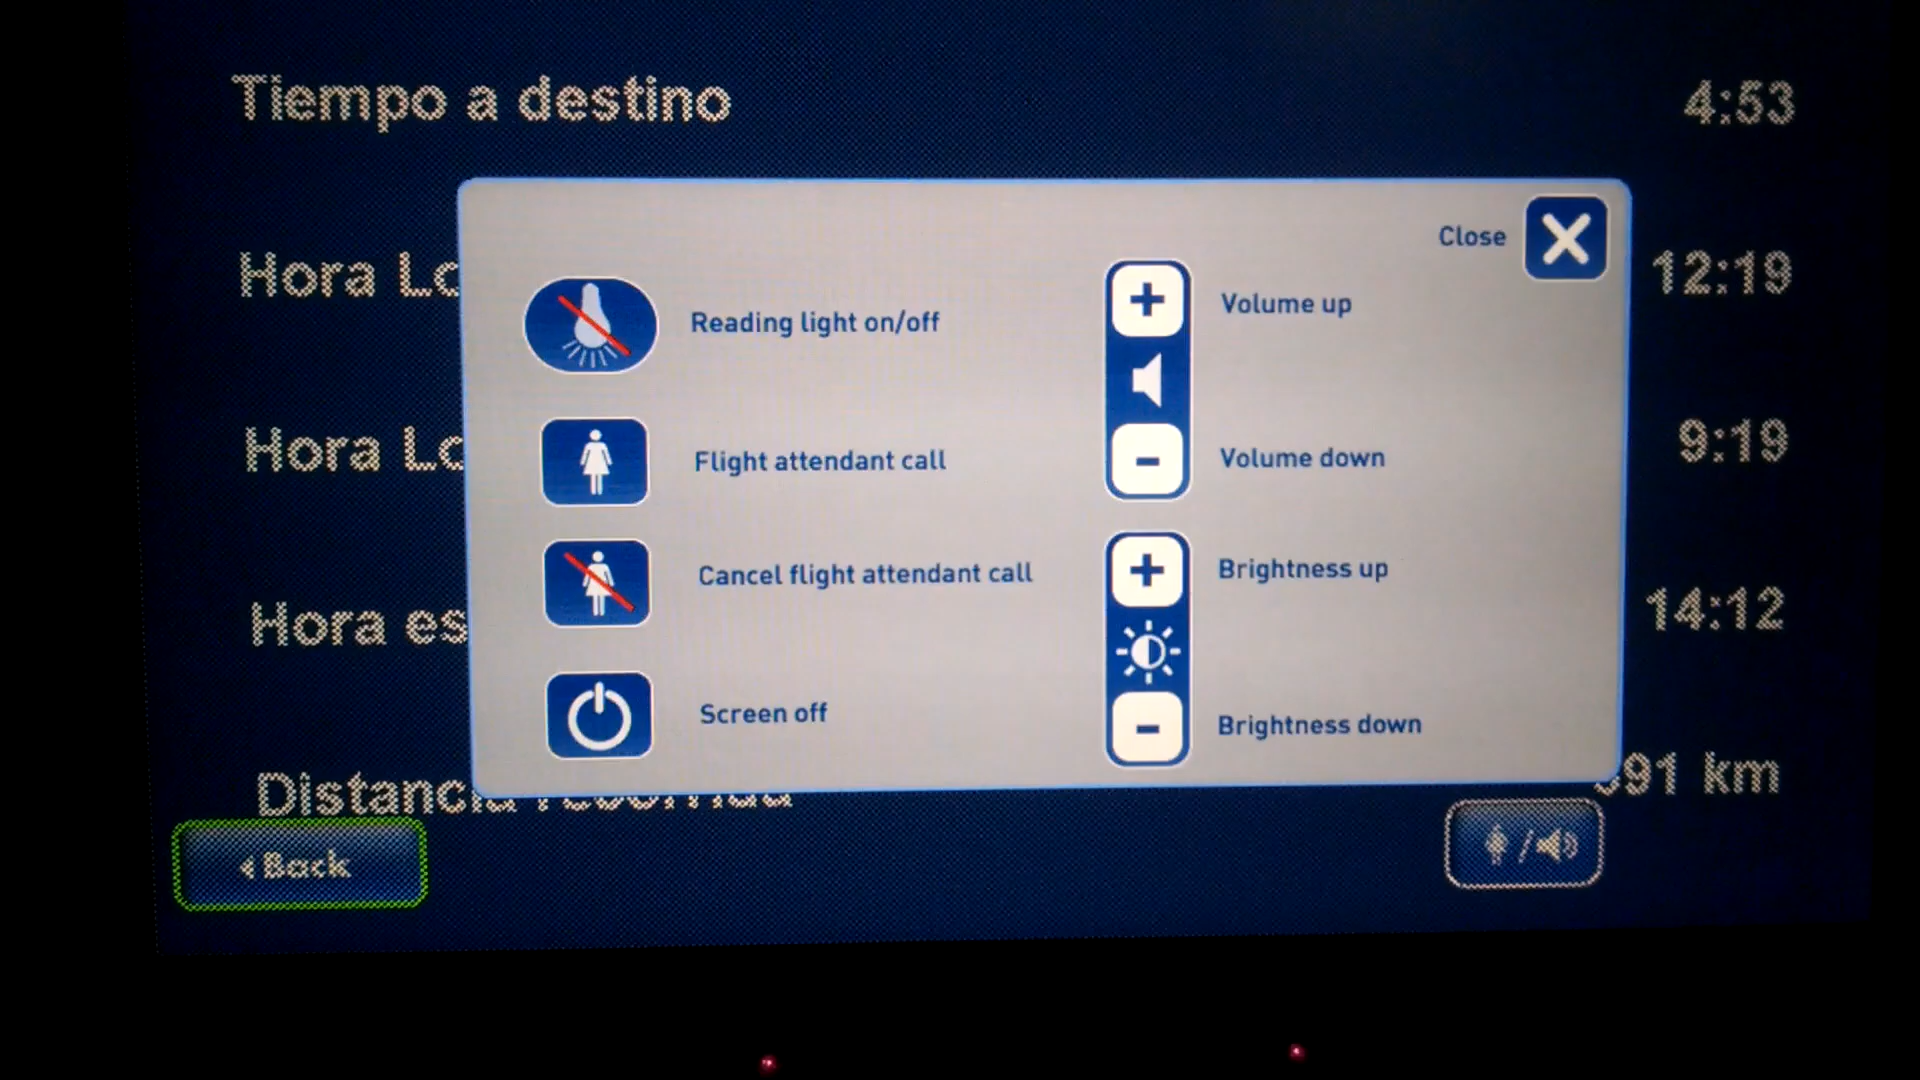 Tiempo a destino 4:53
Close
Hora 12:19
Reading light on/off
Volume up
Hora 9:19
Flight attendant call
Volume down
Cancel flight attendant call
Brightness up
Hora 14:12
Screen off
Brightness down
km
Back